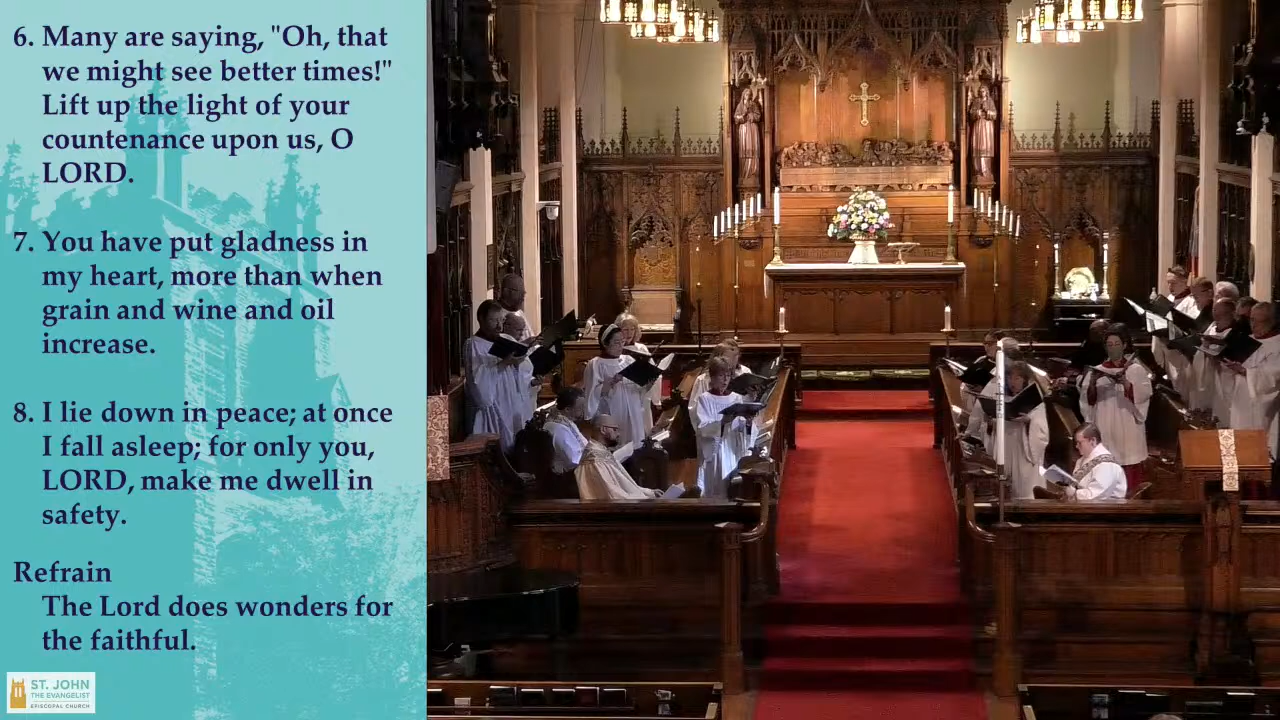 6. Many are saying, "Oh, that
we might see better times!"
Lift up the light of your
countenance upon us, O
LORD.
7. You have put gladness in
my heart, more than when
grain and wine and oil
increase.
8. I lie down in peace; at once
I fall asleep; for only you,
LORD, make me dwell in
safety.
Refrain
The Lord does wonders for
the faithful.
ST. JOHN
THE EVANGELIST
EPISCOPAL CHURCH